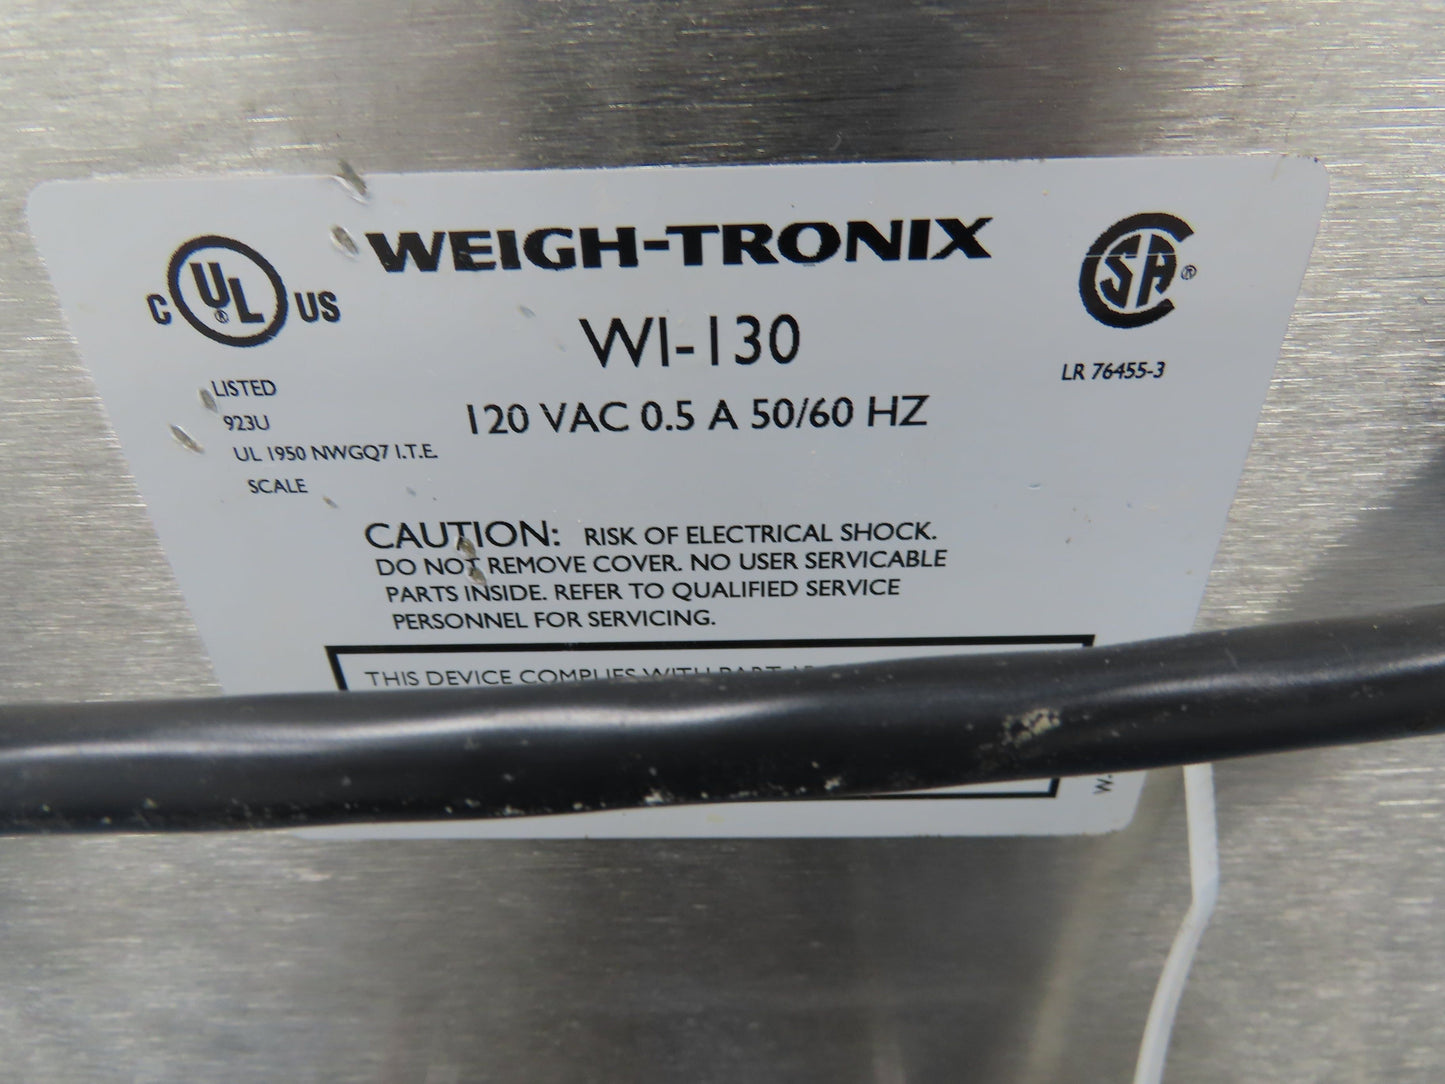 WEIGH-TRONIX
C UL® US
CSA®
WI-130
LR 76455-3
LISTED
923U
120 VAC 0.5 A 50/60 HZ
UL 1950 NWGQ7 I.T.E.
SCALE
CAUTION: RISK OF ELECTRICAL SHOCK.
DO NOT REMOVE COVER. NO USER SERVICABLE
PARTS INSIDE. REFER TO QUALIFIED SERVICE
PERSONNEL FOR SERVICING.
THIS DEVICE COMPLIES WITH PART 15